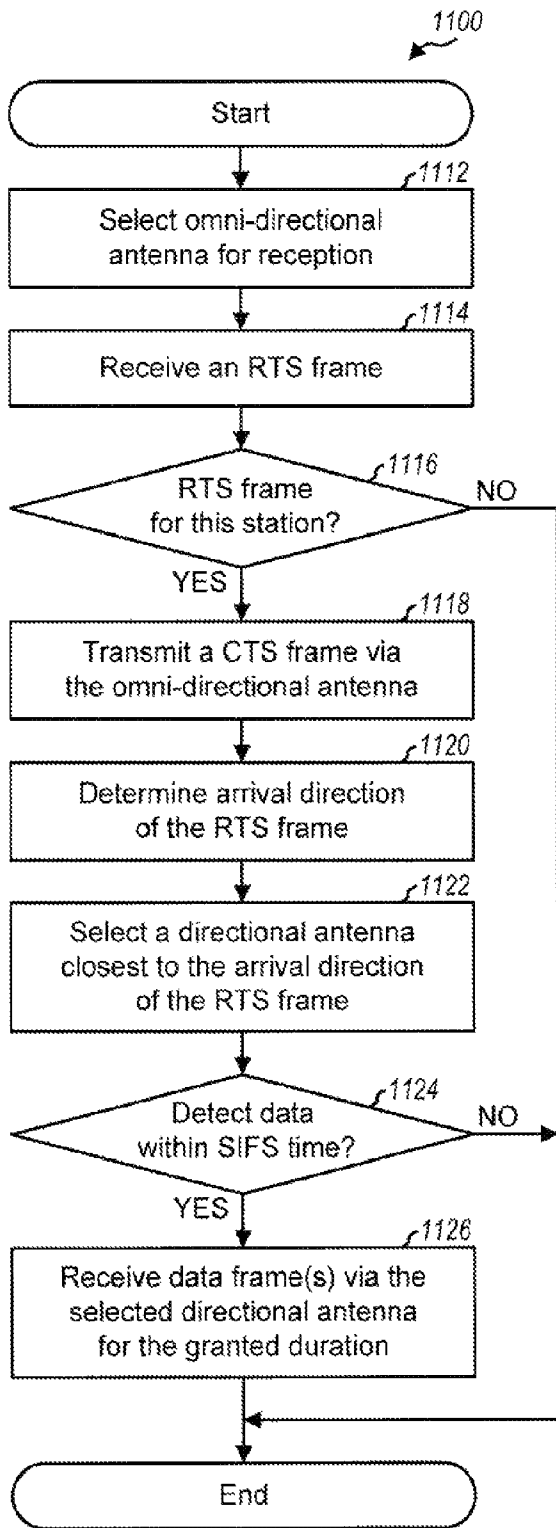 1100
Start
1112
Select omni-directional
antenna for reception
1114
Receive an RTS frame
1116
RTS frame
for this station?
NO
YES
1118
Transmit a CTS frame via
the omni-directional antenna
1120
Determine arrival direction
of the RTS frame
1122
Select a directional antenna
closest to the arrival direction
of the RTS frame
1124
Detect data
within SIFS time?
NO
YES
1126
Receive data frame(s) via the
selected directional antenna
for the granted duration
End